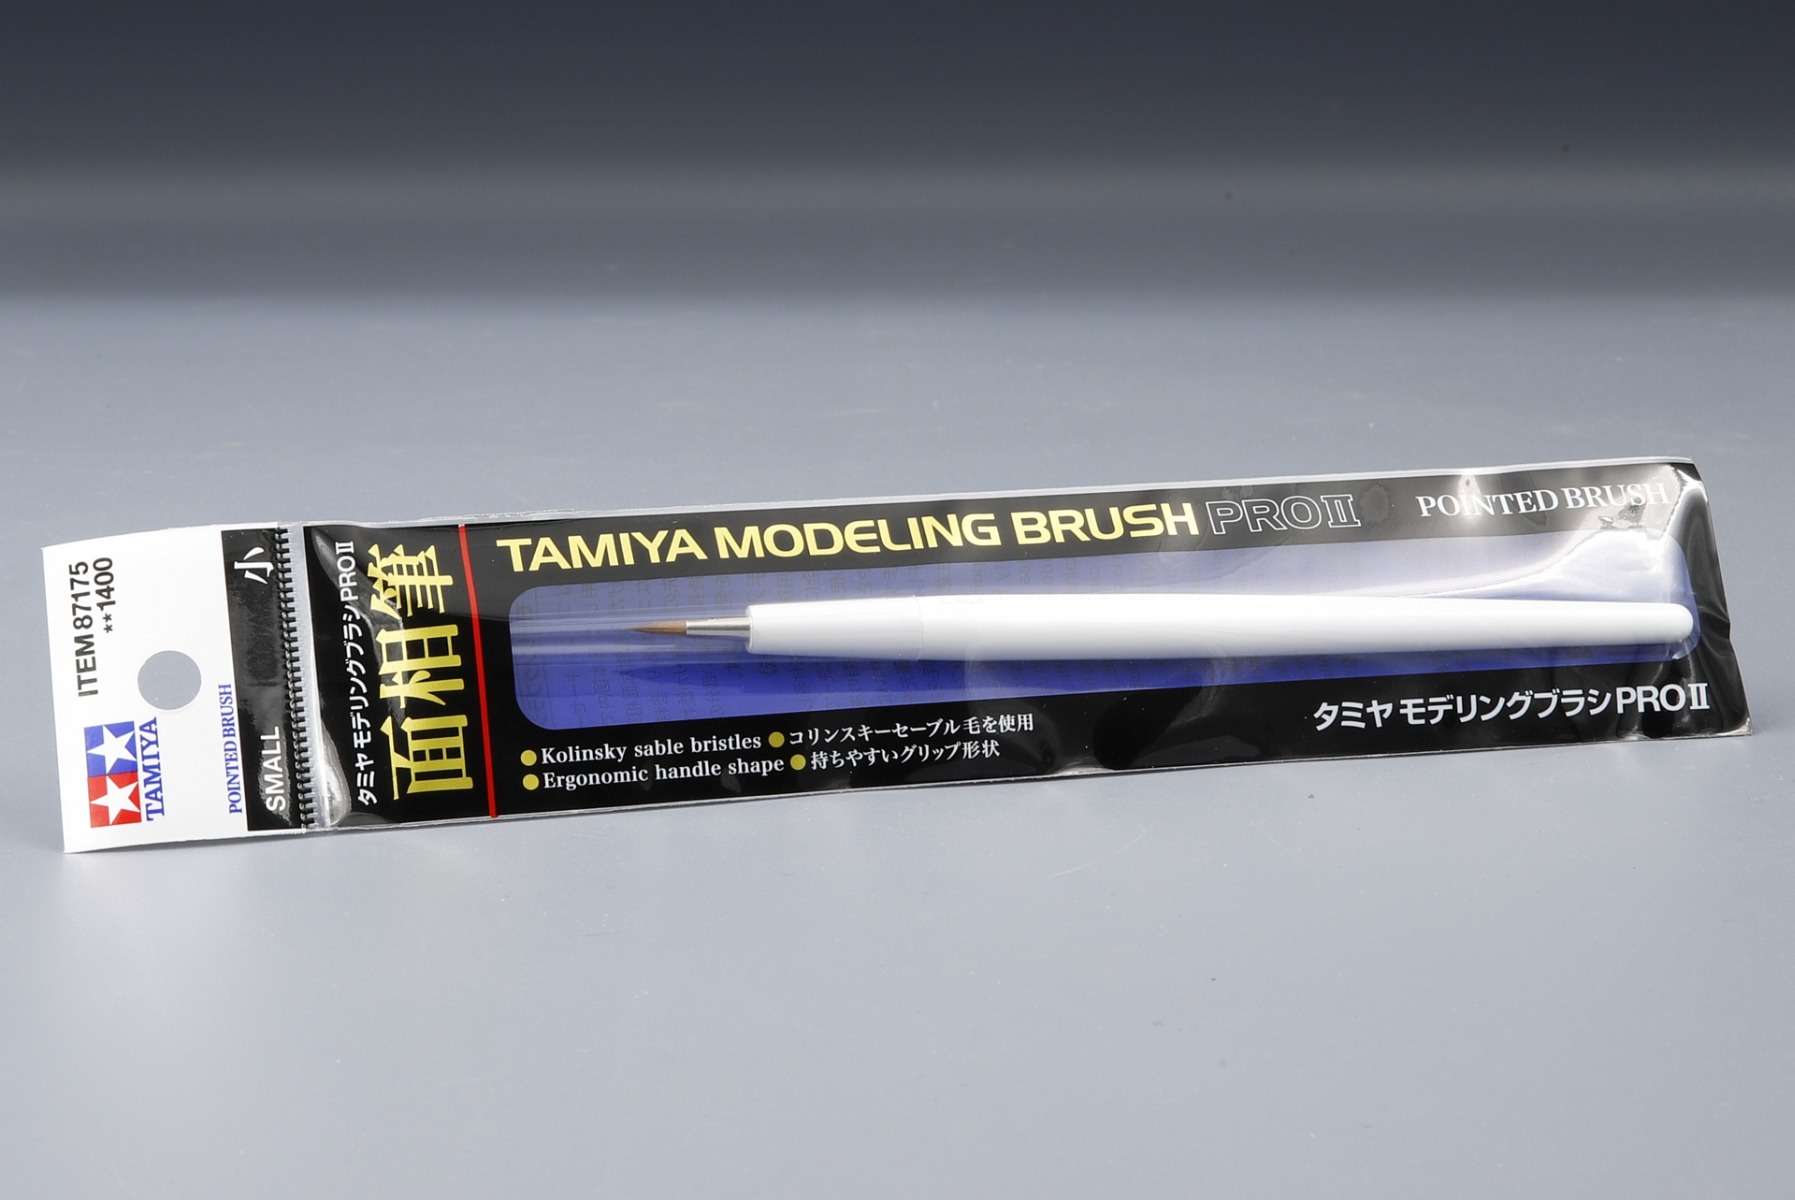 ITEM 87175
**1400
TAMIYA
POINTED BRUSH
小
SMALL
タミヤ モデリングブラシPROⅡ
面相筆
TAMIYA MODELING BRUSH PROⅡ
POINTED BRUSH
● Kolinsky sable bristles ● コリンスキーセーブル毛を使用
● Ergonomic handle shape ● 持ちやすいグリップ形状
タミヤ モデリングブラシPROⅡ